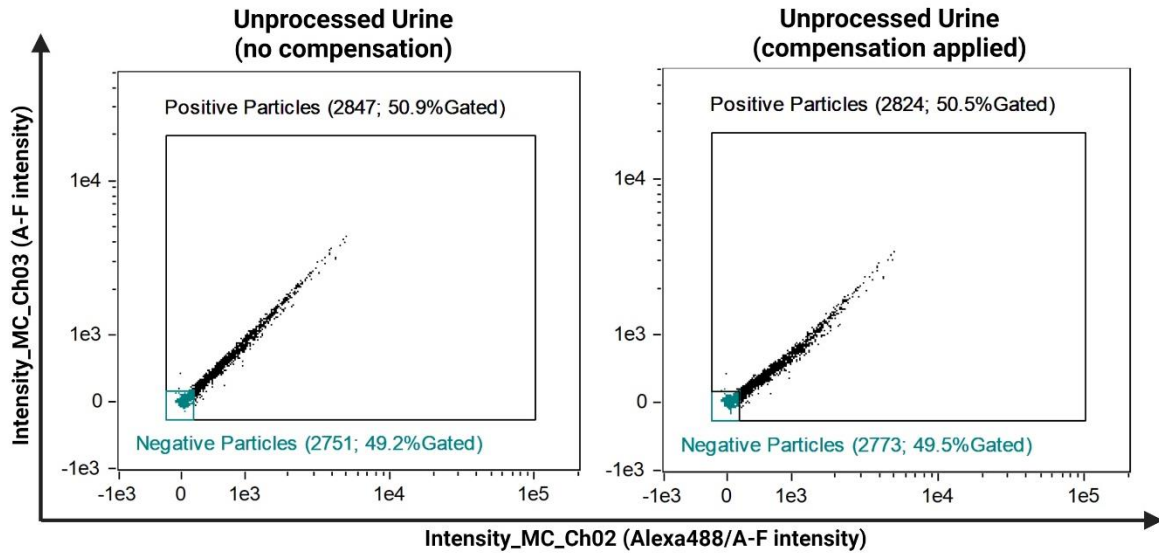 Unprocessed Urine
(no compensation)
Unprocessed Urine
(compensation applied)
Intensity_MC_Ch03 (A-F intensity)
Positive Particles (2847; 50.9%Gated)
1e4
1e3
0
-1e3
Negative Particles (2751; 49.2%Gated)
-1e3 0 1e3 1e4 1e5
Positive Particles (2824; 50.5%Gated)
1e4
1e3
0
-1e3
Negative Particles (2773; 49.5%Gated)
-1e3 0 1e3 1e4 1e5
Intensity_MC_Ch02 (Alexa488/A-F intensity)